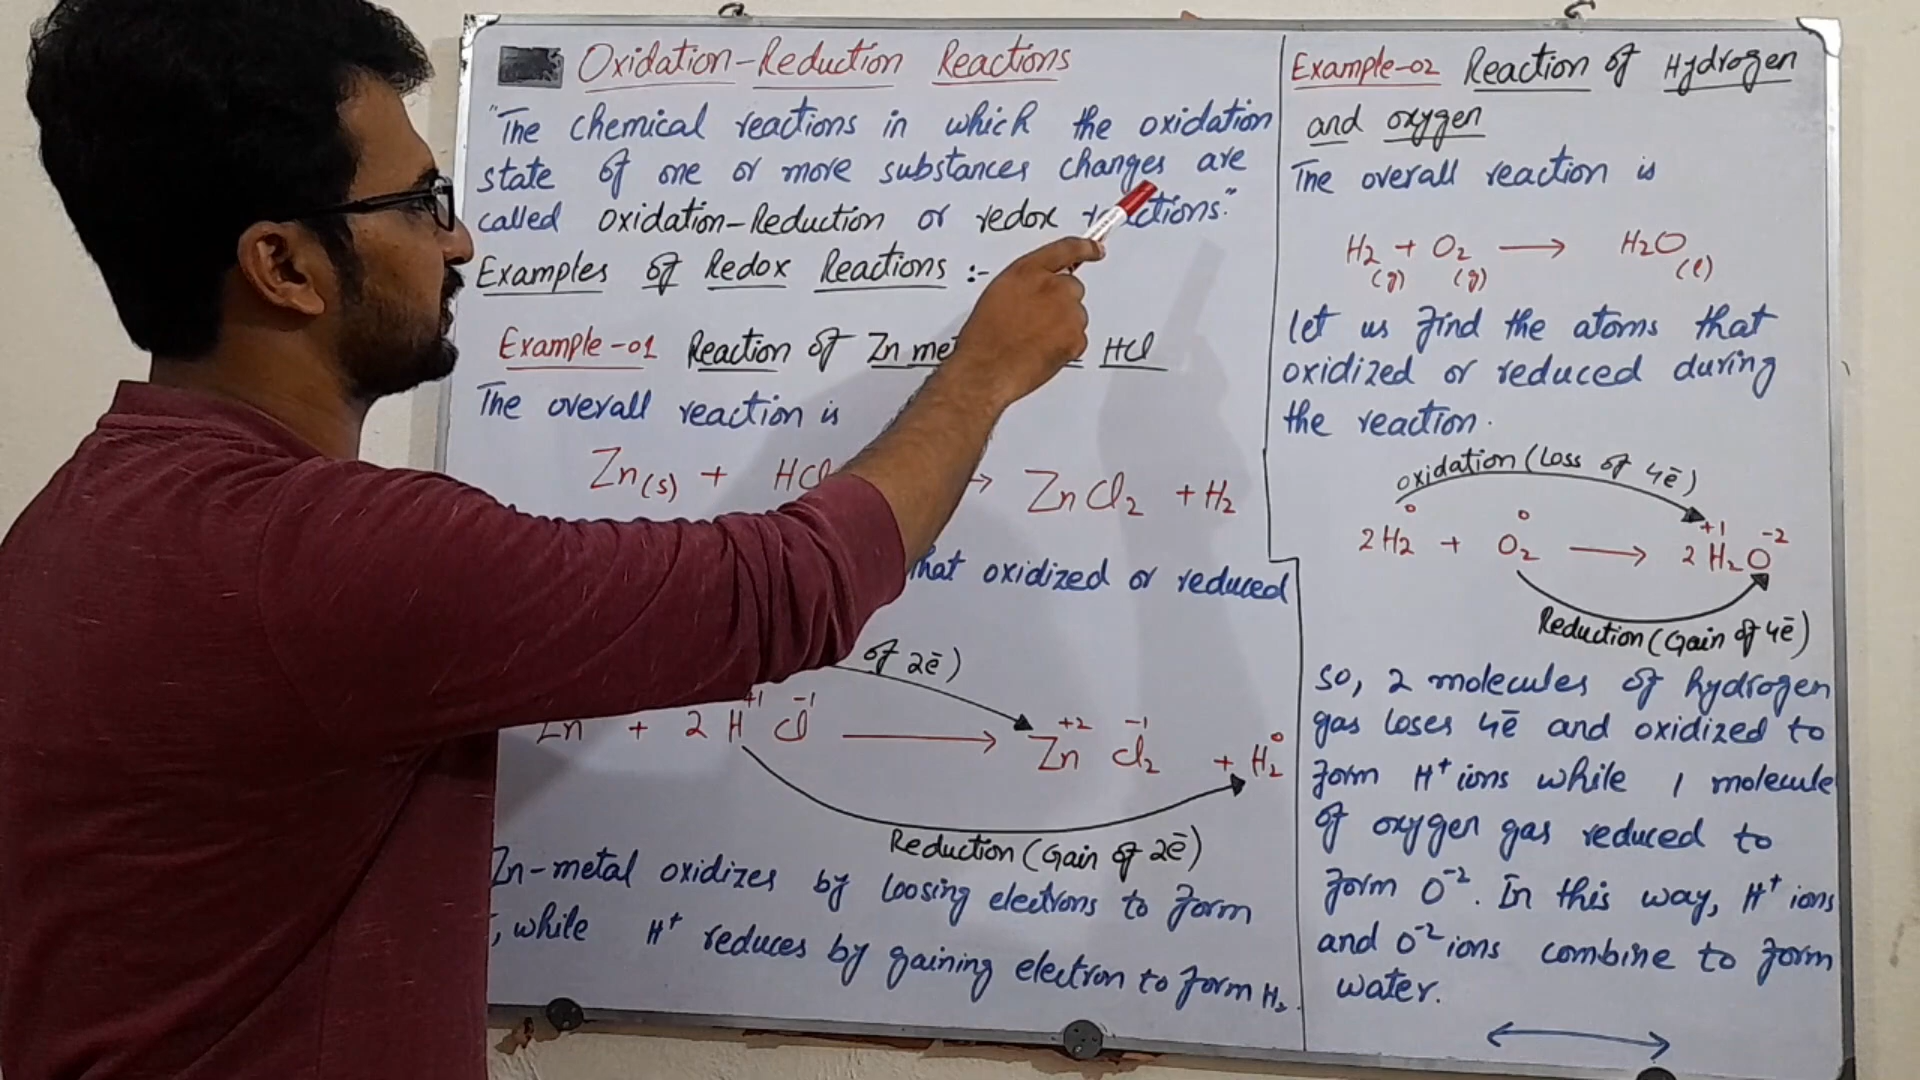 Oxidation-Reduction Reactions
"The chemical reactions in which the oxidation
state of one or more substances changes are
called oxidation-Reduction or redox reactions."
Examples of Redox Reactions :-
Example-01 Reaction of Zn HCl
The overall reaction is
Zn(s) + HCl → ZnCl₂ + H₂
that oxidized or reduced
of 2ē)
Zn + 2 H⁺¹ Cl⁻¹ → Zn⁺² Cl₂⁻¹ + H₂⁰
Reduction (Gain of 2ē)
Zn-metal oxidizes by loosing electrons to form
, while H⁺ reduces by gaining electron to form H₂.
Example-02 Reaction of Hydrogen
and oxygen
The overall reaction is
H₂(g) + O₂(g) → H₂O(l)
let us find the atoms that
oxidized or reduced during
the reaction.
oxidation (Loss of 4ē)
2H₂⁰ + O₂⁰ → 2 H₂⁺¹O⁻²
Reduction (Gain of 4ē)
So, 2 molecules of hydrogen
gas loses 4ē and oxidized to
form H⁺ ions while 1 molecule
of oxygen gas reduced to
form O⁻². In this way, H⁺ ions
and O⁻² ions combine to form
water.